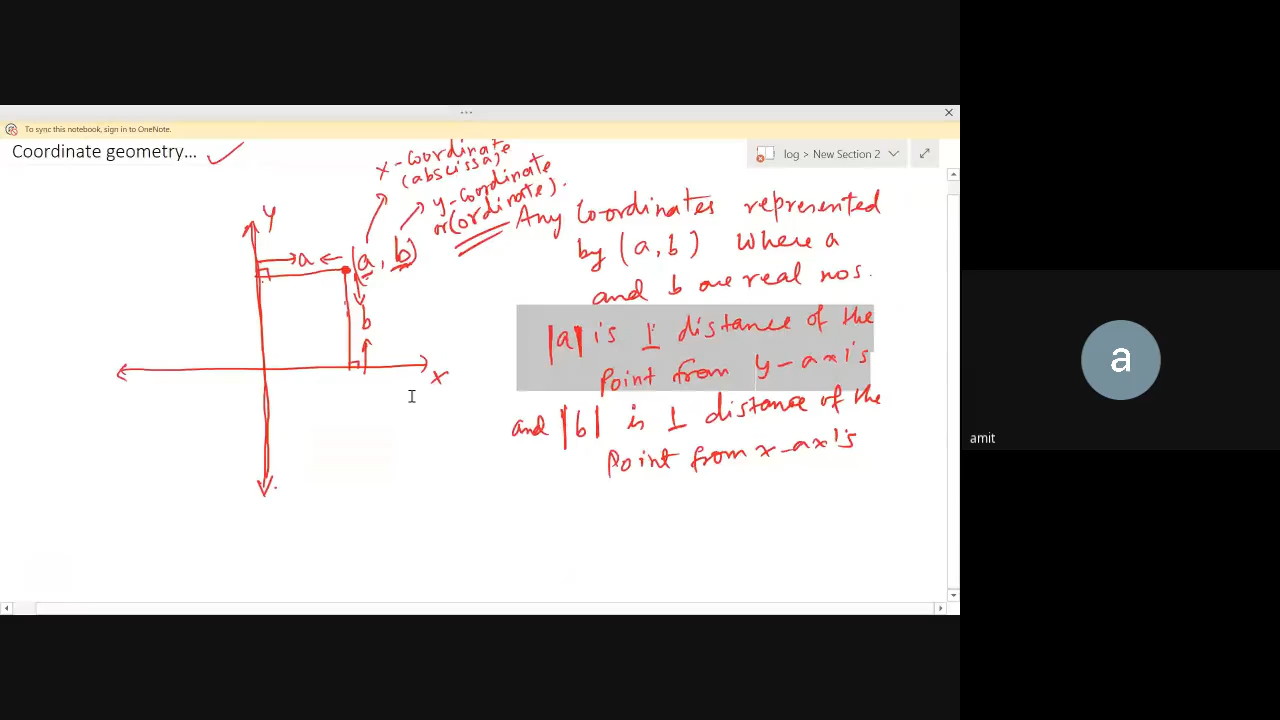 To sync this notebook, sign in to OneNote.
Coordinate geometry...
log > New Section 2
x-coordinate
(abscissa)
y-coordinate
or (ordinate).
Any Co-ordinates represented
by (a, b) where a
and b are real nos.
|a| is ⊥ distance of the
point from y-axis
and |b| is ⊥ distance of the
point from x-axis
y
a
(a, b)
b
x
a
amit